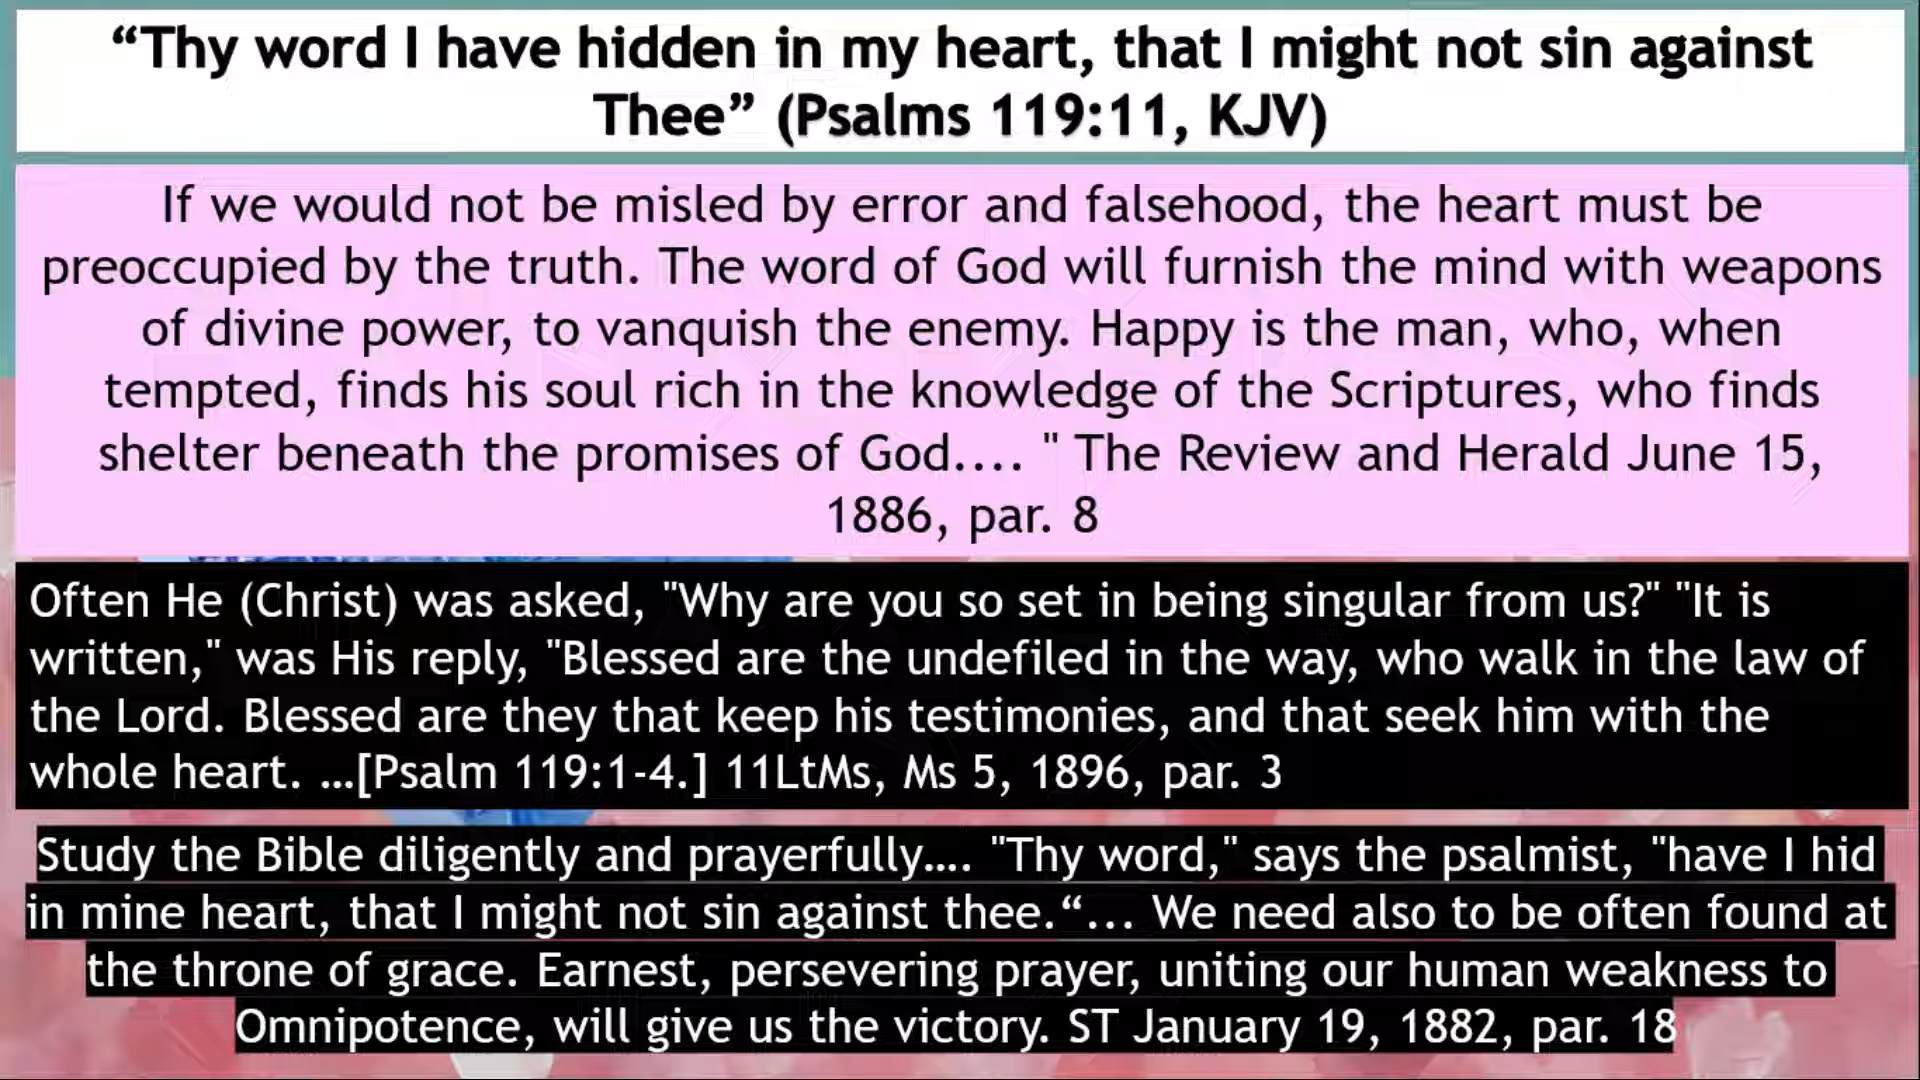 “Thy word I have hidden in my heart, that I might not sin against
Thee” (Psalms 119:11, KJV)
If we would not be misled by error and falsehood, the heart must be
preoccupied by the truth. The word of God will furnish the mind with weapons
of divine power, to vanquish the enemy. Happy is the man, who, when
tempted, finds his soul rich in the knowledge of the Scriptures, who finds
shelter beneath the promises of God.... " The Review and Herald June 15,
1886, par. 8
Often He (Christ) was asked, "Why are you so set in being singular from us?" "It is
written," was His reply, "Blessed are the undefiled in the way, who walk in the law of
the Lord. Blessed are they that keep his testimonies, and that seek him with the
whole heart. …[Psalm 119:1-4.] 11LtMs, Ms 5, 1896, par. 3
Study the Bible diligently and prayerfully…. "Thy word," says the psalmist, "have I hid
in mine heart, that I might not sin against thee.“... We need also to be often found at
the throne of grace. Earnest, persevering prayer, uniting our human weakness to
Omnipotence, will give us the victory. ST January 19, 1882, par. 18